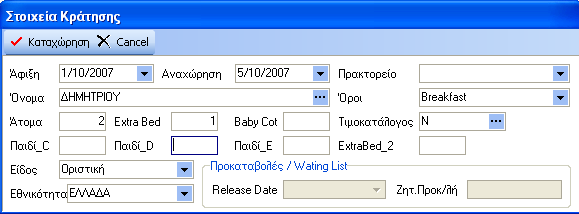 Στοιχεία Κράτησης
Καταχώρηση Cancel
Άφιξη 1/10/2007 Αναχώρηση 5/10/2007 Πρακτορείο
Όνομα ΔΗΜΗΤΡΙΟΥ ... Όροι Breakfast
Άτομα 2 Extra Bed 1 Baby Cot Τιμοκατάλογος N ...
Παιδί_C Παιδί_D Παιδί_E ExtraBed_2
Είδος Οριστική Προκαταβολές / Wating List
Εθνικότητα ΕΛΛΑΔΑ Release Date Ζητ.Προκ/λή